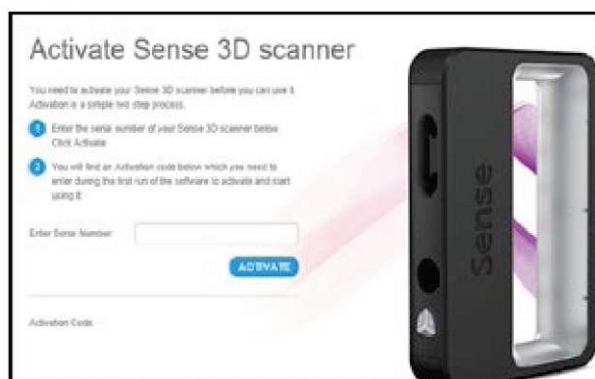 Activate Sense 3D scanner
You need to activate your Sense 3D scanner before you can use it.
Activation is a simple two step process.
1 Enter the serial number of your Sense 3D scanner below
Click Activate
2 You will find an Activation code below which you need to
enter during the first run of the software to activate and start
using it
Enter Serial Number:
ACTIVATE
Activation Code:
Sense